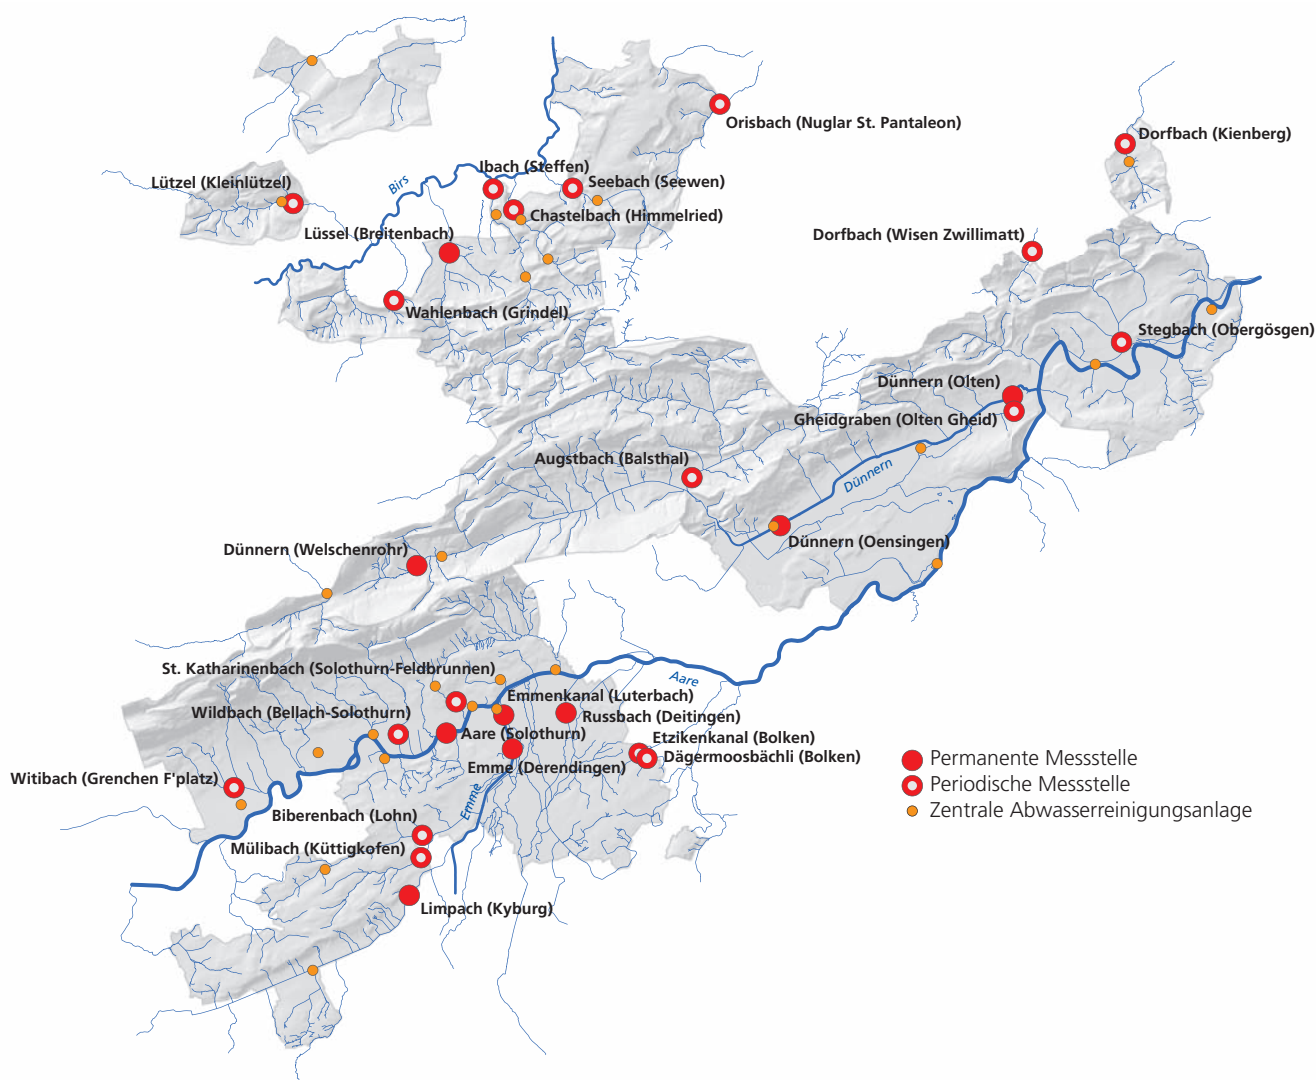 Orisbach (Nuglar St. Pantaleon)
Dorfbach (Kienberg)
Ibach (Steffen)
Birs
Lützel (Kleinlützel)
Seebach (Seewen)
Chastelbach (Himmelried)
Lüssel (Breitenbach)
Dorfbach (Wisen Zwillimatt)
Wahlenbach (Grindel)
Stegbach (Obergösgen)
Dünnern (Olten)
Gheidgraben (Olten Gheid)
Augstbach (Balsthal)
Dünnern
Dünnern (Oensingen)
Dünnern (Welschenrohr)
St. Katharinenbach (Solothurn-Feldbrunnen)
Aare
Emmenkanal (Luterbach)
Wildbach (Bellach-Solothurn)
Russbach (Deitingen)
Aare (Solothurn)
Etzikenkanal (Bolken)
Dägermoosbächli (Bolken)
Emme (Derendingen)
Witibach (Grenchen F'platz)
Emme
Biberenbach (Lohn)
Mülibach (Küttigkofen)
Limpach (Kyburg)
Permanente Messstelle
Periodische Messstelle
Zentrale Abwasserreinigungsanlage